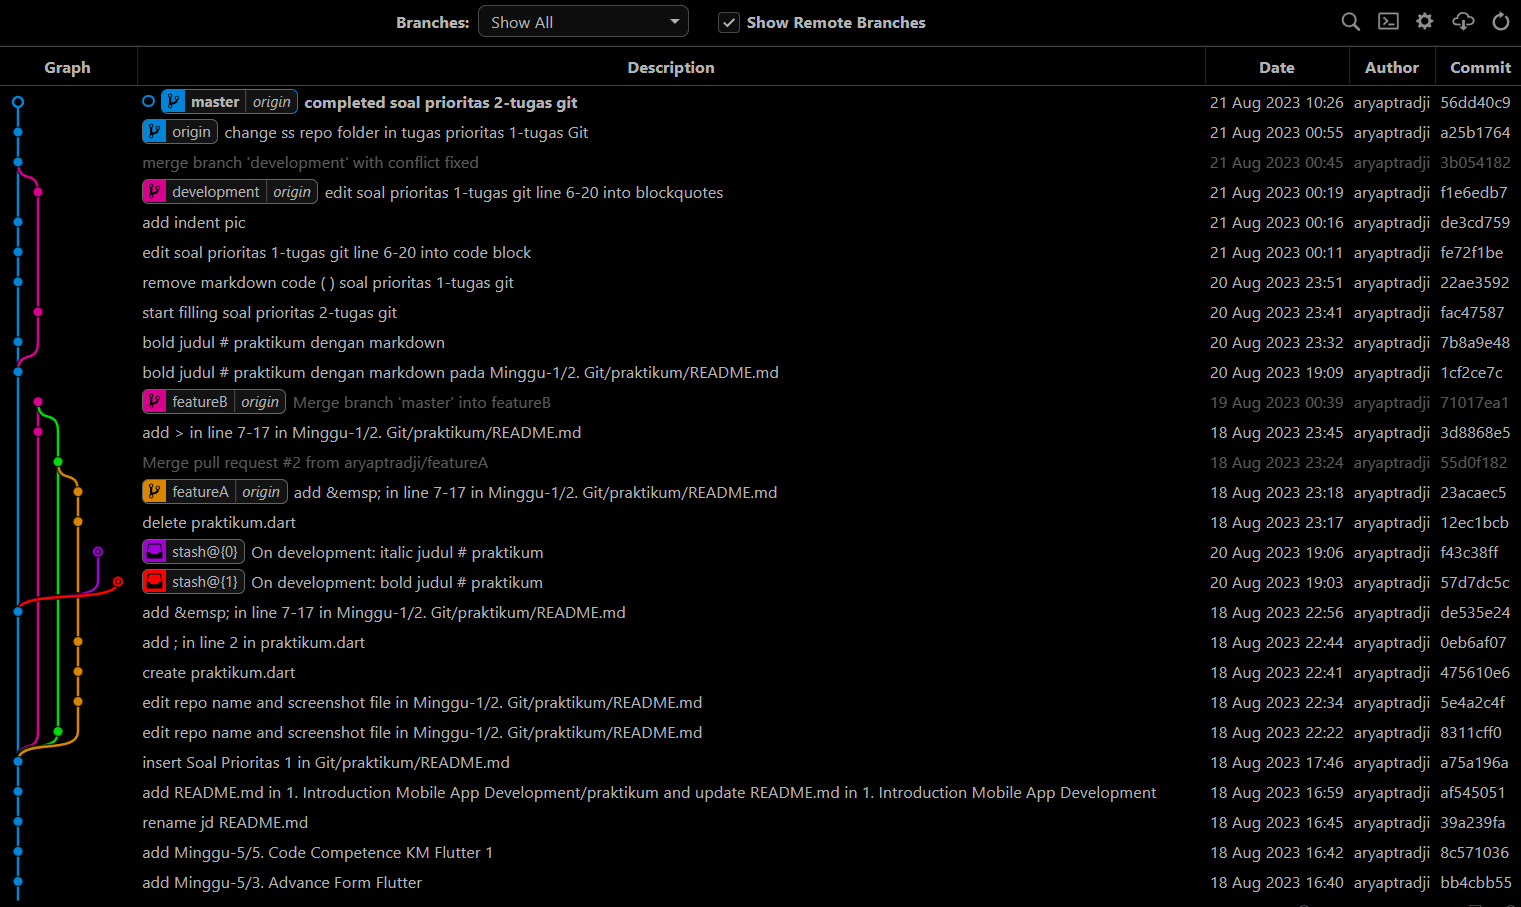 Branches: Show All Show Remote Branches
Graph Description Date Author Commit
master origin completed soal prioritas 2-tugas git 21 Aug 2023 10:26 aryaptradji 56dd40c9
origin change ss repo folder in tugas prioritas 1-tugas Git 21 Aug 2023 00:55 aryaptradji a25b1764
merge branch 'development' with conflict fixed 21 Aug 2023 00:45 aryaptradji 3b054182
development origin edit soal prioritas 1-tugas git line 6-20 into blockquotes 21 Aug 2023 00:19 aryaptradji f1e6edb7
add indent pic 21 Aug 2023 00:16 aryaptradji de3cd759
edit soal prioritas 1-tugas git line 6-20 into code block 21 Aug 2023 00:11 aryaptradji fe72f1be
remove markdown code ( ) soal prioritas 1-tugas git 20 Aug 2023 23:51 aryaptradji 22ae3592
start filling soal prioritas 2-tugas git 20 Aug 2023 23:41 aryaptradji fac47587
bold judul # praktikum dengan markdown 20 Aug 2023 23:32 aryaptradji 7b8a9e48
bold judul # praktikum dengan markdown pada Minggu-1/2. Git/praktikum/README.md 20 Aug 2023 19:09 aryaptradji 1cf2ce7c
featureB origin Merge branch 'master' into featureB 19 Aug 2023 00:39 aryaptradji 71017ea1
add > in line 7-17 in Minggu-1/2. Git/praktikum/README.md 18 Aug 2023 23:45 aryaptradji 3d8868e5
Merge pull request #2 from aryaptradji/featureA 18 Aug 2023 23:24 aryaptradji 55d0f182
featureA origin add &emsp; in line 7-17 in Minggu-1/2. Git/praktikum/README.md 18 Aug 2023 23:18 aryaptradji 23acaec5
delete praktikum.dart 18 Aug 2023 23:17 aryaptradji 12ec1bcb
stash@{0} On development: italic judul # praktikum 20 Aug 2023 19:06 aryaptradji f43c38ff
stash@{1} On development: bold judul # praktikum 20 Aug 2023 19:03 aryaptradji 57d7dc5c
add &emsp; in line 7-17 in Minggu-1/2. Git/praktikum/README.md 18 Aug 2023 22:56 aryaptradji de535e24
add ; in line 2 in praktikum.dart 18 Aug 2023 22:44 aryaptradji 0eb6af07
create praktikum.dart 18 Aug 2023 22:41 aryaptradji 475610e6
edit repo name and screenshot file in Minggu-1/2. Git/praktikum/README.md 18 Aug 2023 22:34 aryaptradji 5e4a2c4f
edit repo name and screenshot file in Minggu-1/2. Git/praktikum/README.md 18 Aug 2023 22:22 aryaptradji 8311cff0
insert Soal Prioritas 1 in Git/praktikum/README.md 18 Aug 2023 17:46 aryaptradji a75a196a
add README.md in 1. Introduction Mobile App Development/praktikum and update README.md in 1. Introduction Mobile App Development 18 Aug 2023 16:59 aryaptradji af545051
rename jd README.md 18 Aug 2023 16:45 aryaptradji 39a239fa
add Minggu-5/5. Code Competence KM Flutter 1 18 Aug 2023 16:42 aryaptradji 8c571036
add Minggu-5/3. Advance Form Flutter 18 Aug 2023 16:40 aryaptradji bb4cbb55